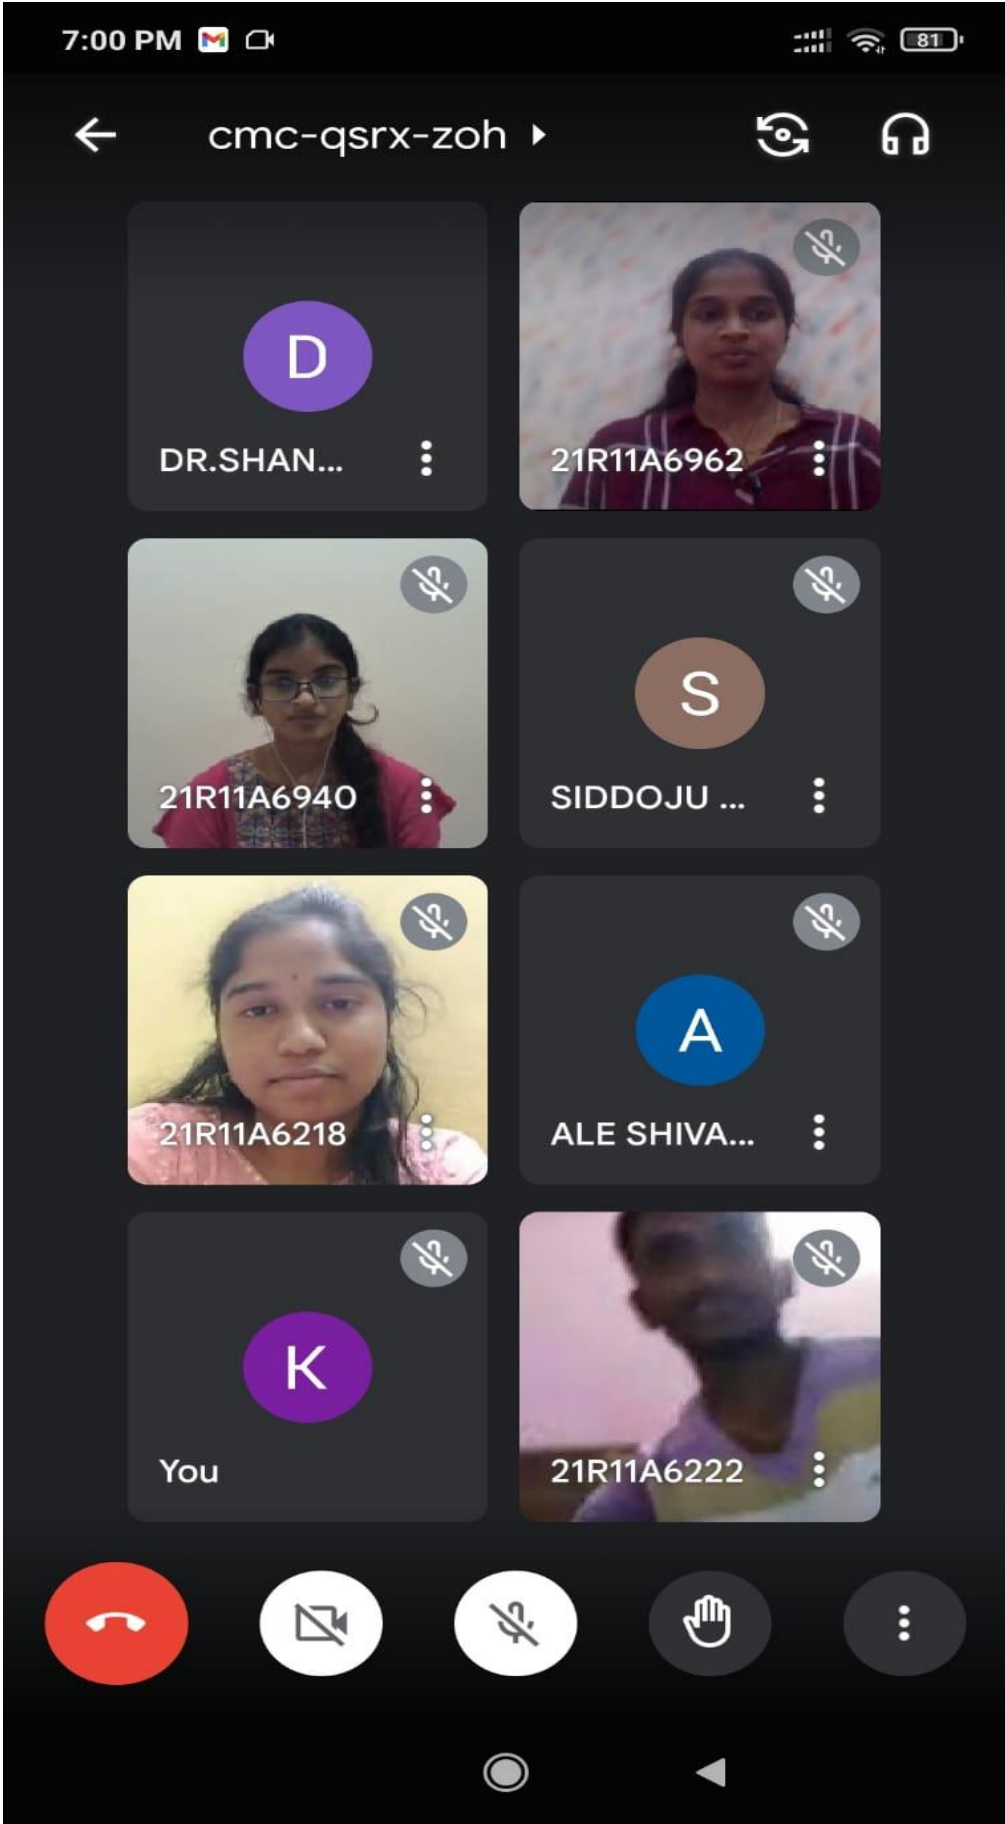 7:00 PM 81
cmc-qsrx-zoh
D
DR.SHAN...
21R11A6962
21R11A6940
S
SIDDOJU ...
21R11A6218
A
ALE SHIVA...
K
You
21R11A6222